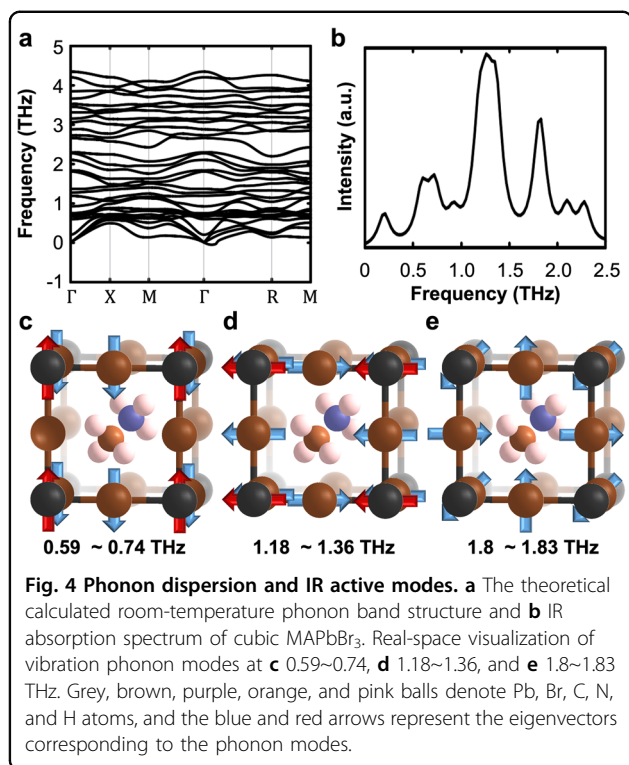 a
5
4
3
2
1
0
-1
Frequency (THz)
Γ X M Γ R M
b
Intensity (a.u.)
0 0.5 1.0 1.5 2.0 2.5
Frequency (THz)
c
d
e
0.59 ~ 0.74 THz
1.18 ~ 1.36 THz
1.8 ~ 1.83 THz
Fig. 4 Phonon dispersion and IR active modes. a The theoretical
calculated room-temperature phonon band structure and b IR
absorption spectrum of cubic MAPbBr₃. Real-space visualization of
vibration phonon modes at c 0.59~0.74, d 1.18~1.36, and e 1.8~1.83
THz. Grey, brown, purple, orange, and pink balls denote Pb, Br, C, N,
and H atoms, and the blue and red arrows represent the eigenvectors
corresponding to the phonon modes.